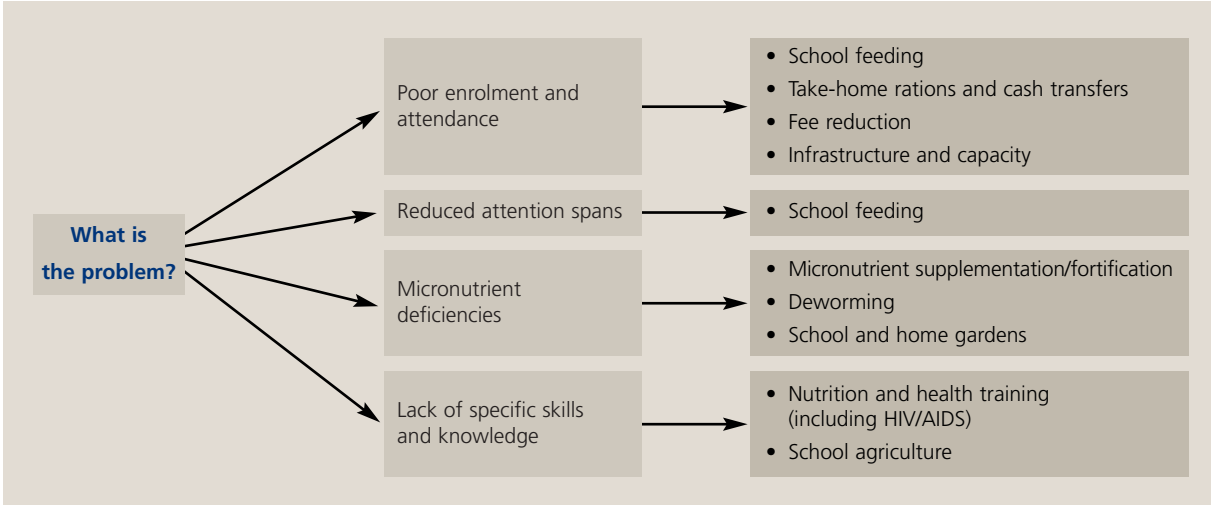 What is
the problem?
Poor enrolment and
attendance
• School feeding
• Take-home rations and cash transfers
• Fee reduction
• Infrastructure and capacity
Reduced attention spans
• School feeding
Micronutrient
deficiencies
• Micronutrient supplementation/fortification
• Deworming
• School and home gardens
Lack of specific skills
and knowledge
• Nutrition and health training
(including HIV/AIDS)
• School agriculture